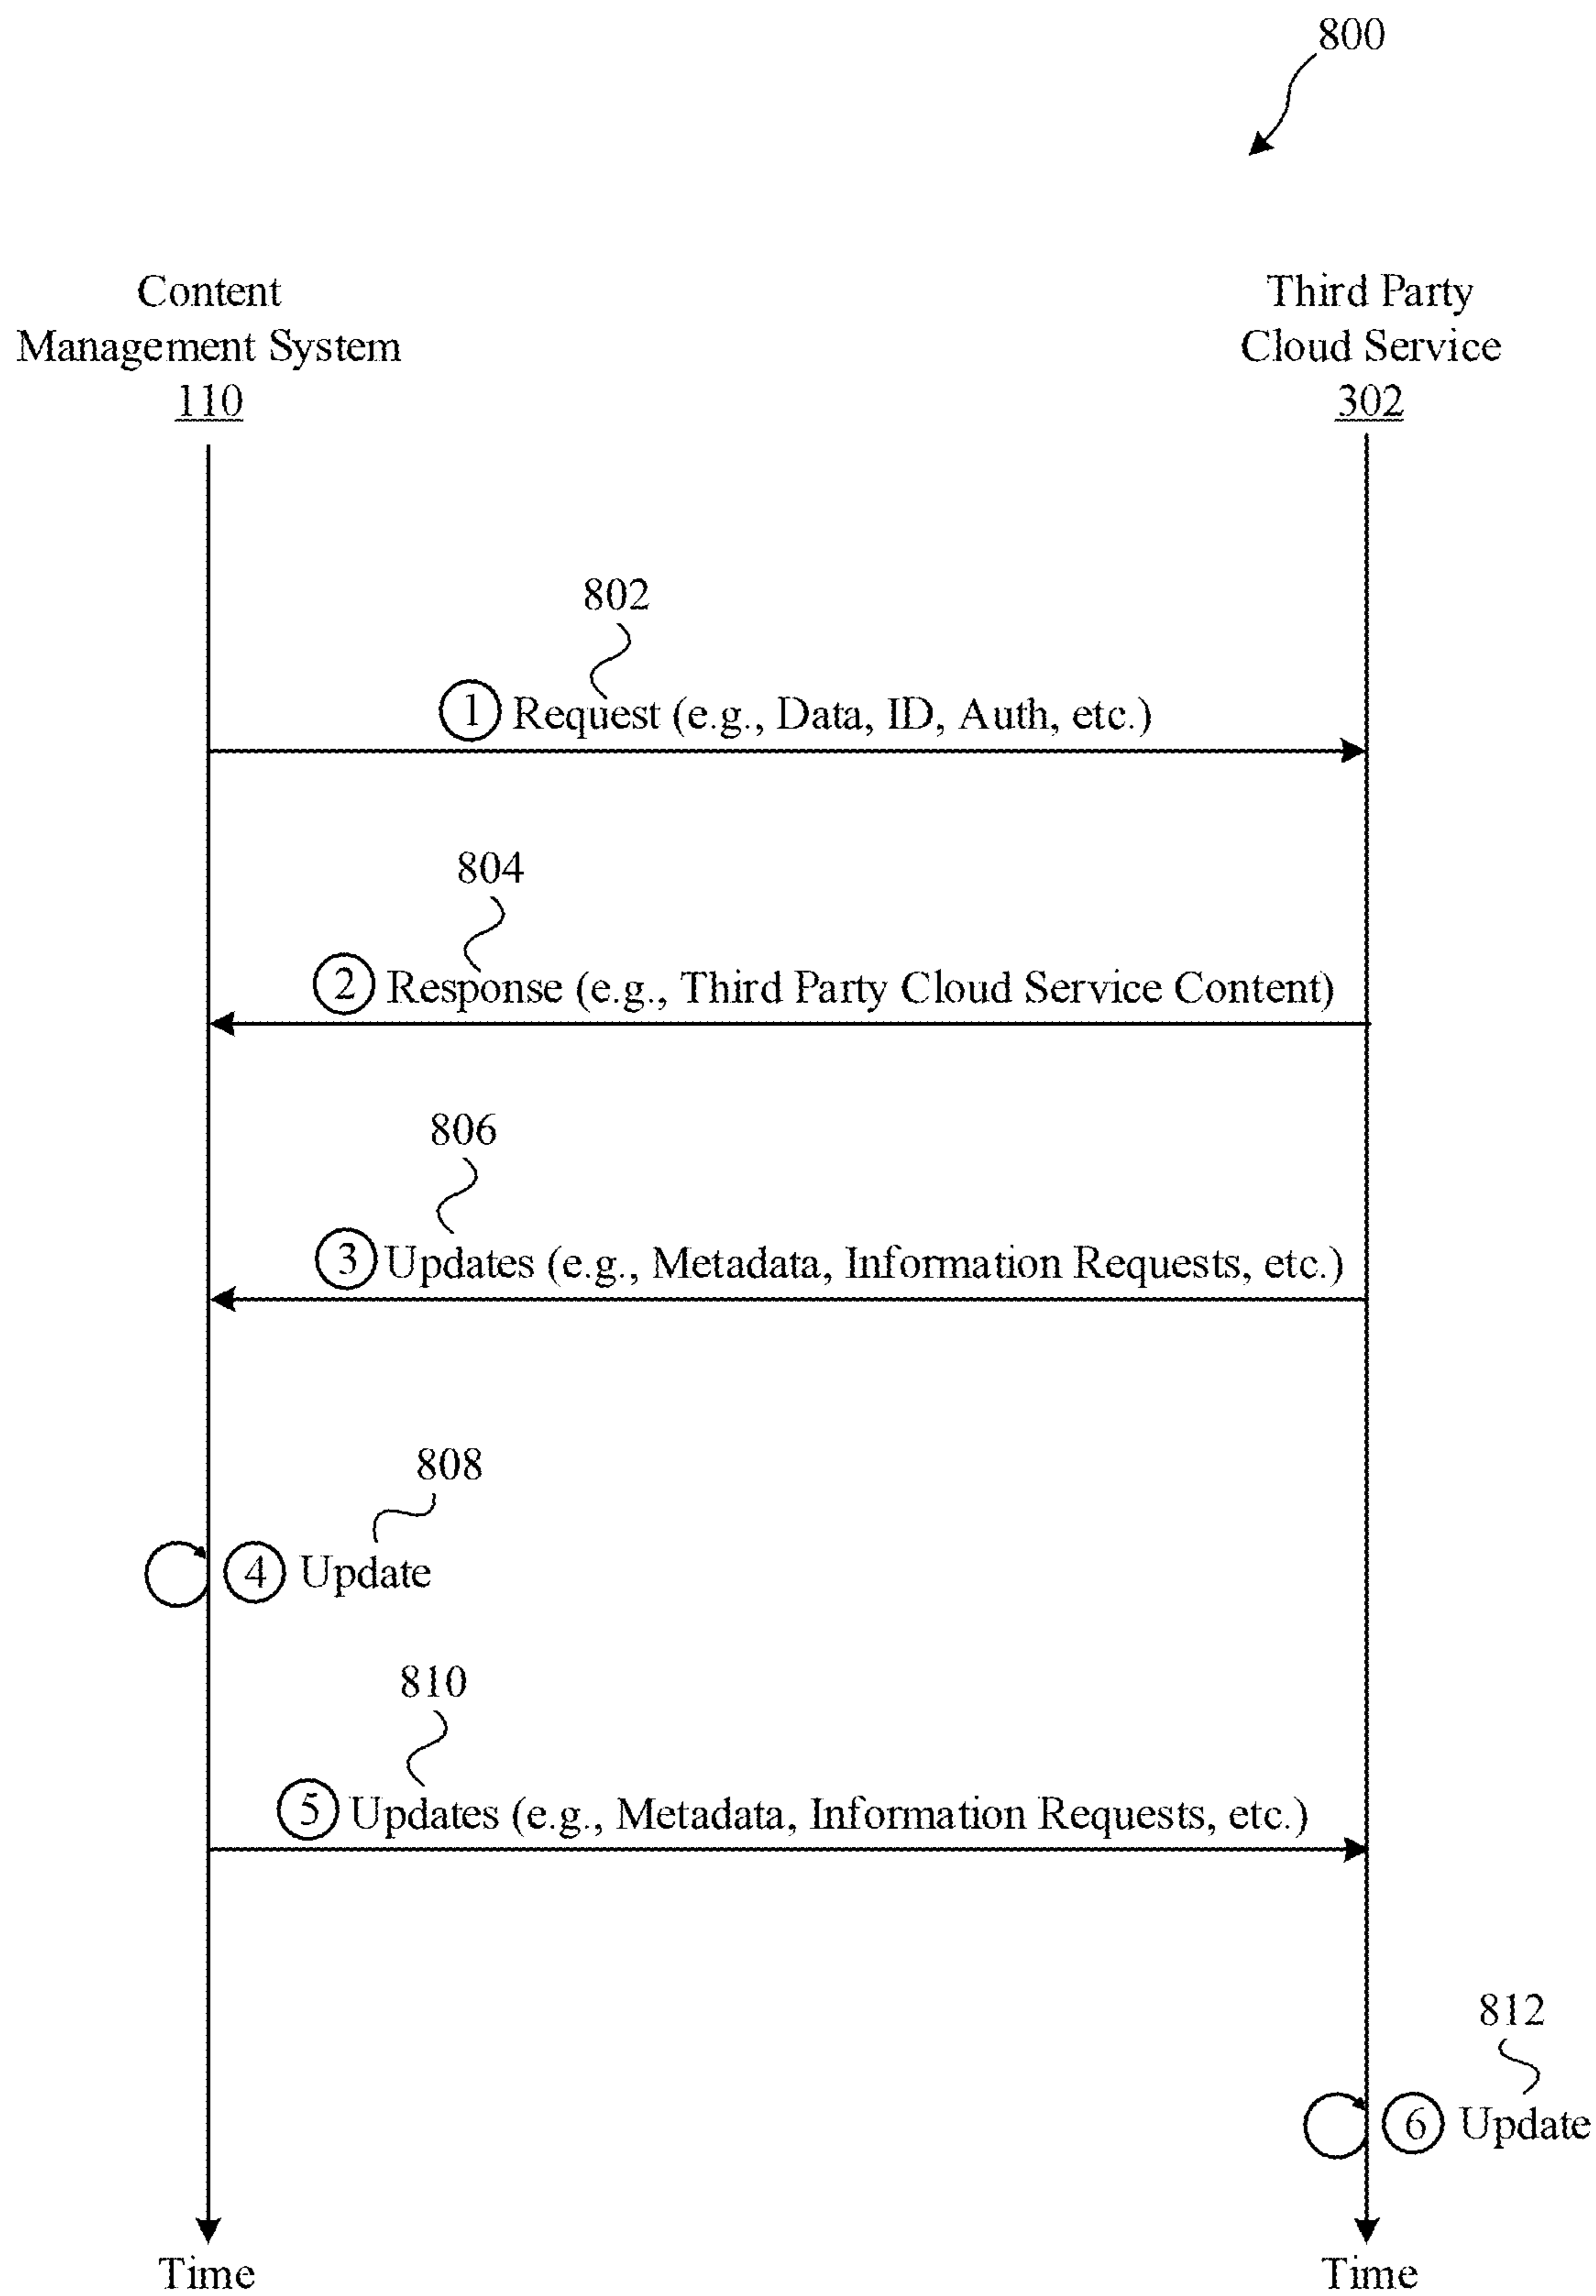 800
Content
Management System
110
Third Party
Cloud Service
302
802
1 Request (e.g., Data, ID, Auth, etc.)
804
2 Response (e.g., Third Party Cloud Service Content)
806
3 Updates (e.g., Metadata, Information Requests, etc.)
808
4 Update
810
5 Updates (e.g., Metadata, Information Requests, etc.)
812
6 Update
Time
Time